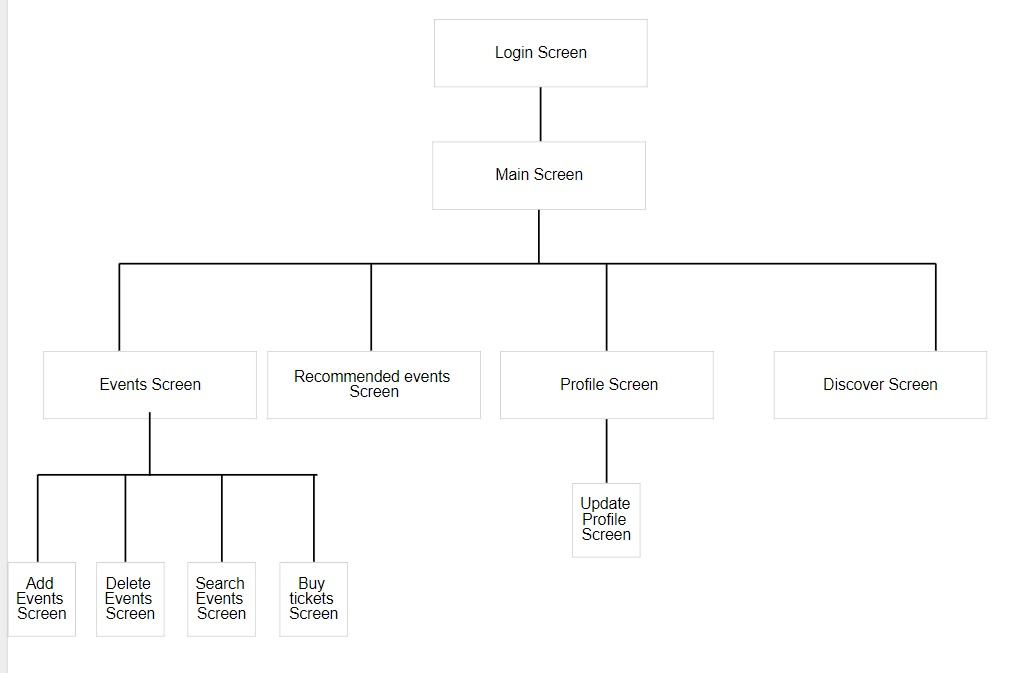 Login Screen
Main Screen
Events Screen
Recommended events
Screen
Profile Screen
Discover Screen
Update
Profile
Screen
Add
Events
Screen
Delete
Events
Screen
Search
Events
Screen
Buy
tickets
Screen